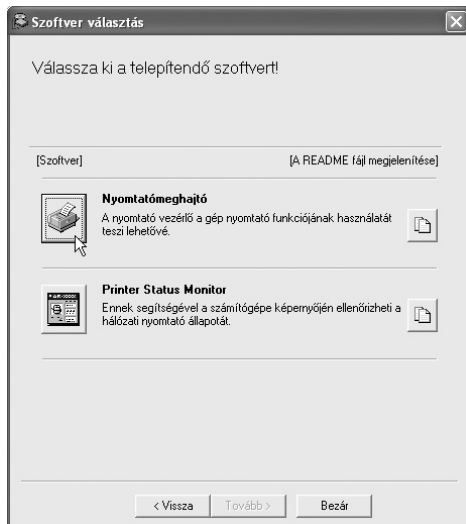 Szoftver választás
Válassza ki a telepítendő szoftvert!
[Szoftver]
[A README fájl megjelenítése]
Nyomtatómeghajtó
A nyomtató vezérlő a gép nyomtató funkciójának használatát
teszi lehetővé.
Printer Status Monitor
Ennek segítségével a számítógépe képernyőjén ellenőrizheti a
hálózati nyomtató állapotát.
< Vissza
Tovább >
Bezár